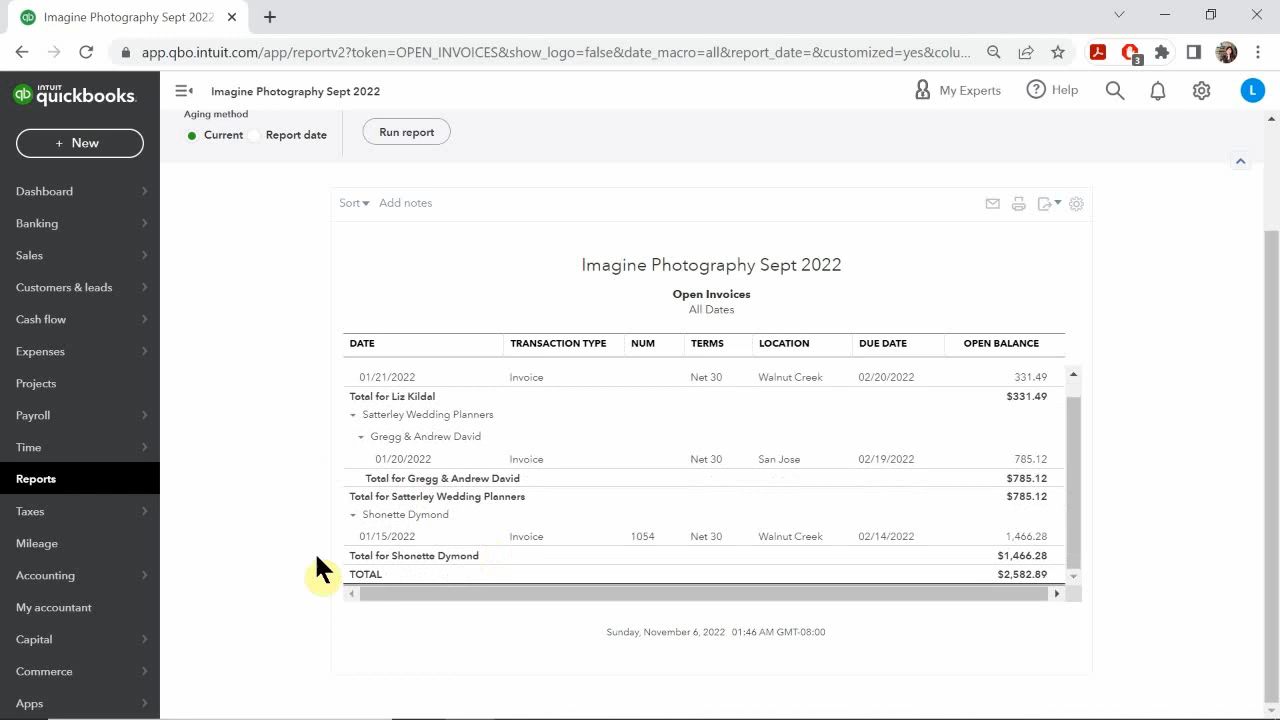 Imagine Photography Sept 2022
app.qbo.intuit.com/app/reportv2?token=OPEN_INVOICES&show_logo=false&date_macro=all&report_date=&customized=yes&colu...
3
INTUIT
qb quickbooks.
Imagine Photography Sept 2022
My Experts
Help
L
+ New
Dashboard
Banking
Sales
Customers & leads
Cash flow
Expenses
Projects
Payroll
Time
Reports
Taxes
Mileage
Accounting
My accountant
Capital
Commerce
Apps
Aging method
Current Report date
Run report
Sort Add notes
Imagine Photography Sept 2022
Open Invoices
All Dates
DATE TRANSACTION TYPE NUM TERMS LOCATION DUE DATE OPEN BALANCE
01/21/2022 Invoice Net 30 Walnut Creek 02/20/2022 331.49
Total for Liz Kildal $331.49
Satterley Wedding Planners
Gregg & Andrew David
01/20/2022 Invoice Net 30 San Jose 02/19/2022 785.12
Total for Gregg & Andrew David $785.12
Total for Satterley Wedding Planners $785.12
Shonette Dymond
01/15/2022 Invoice 1054 Net 30 Walnut Creek 02/14/2022 1,466.28
Total for Shonette Dymond $1,466.28
TOTAL $2,582.89
Sunday, November 6, 2022 01:46 AM GMT-08:00